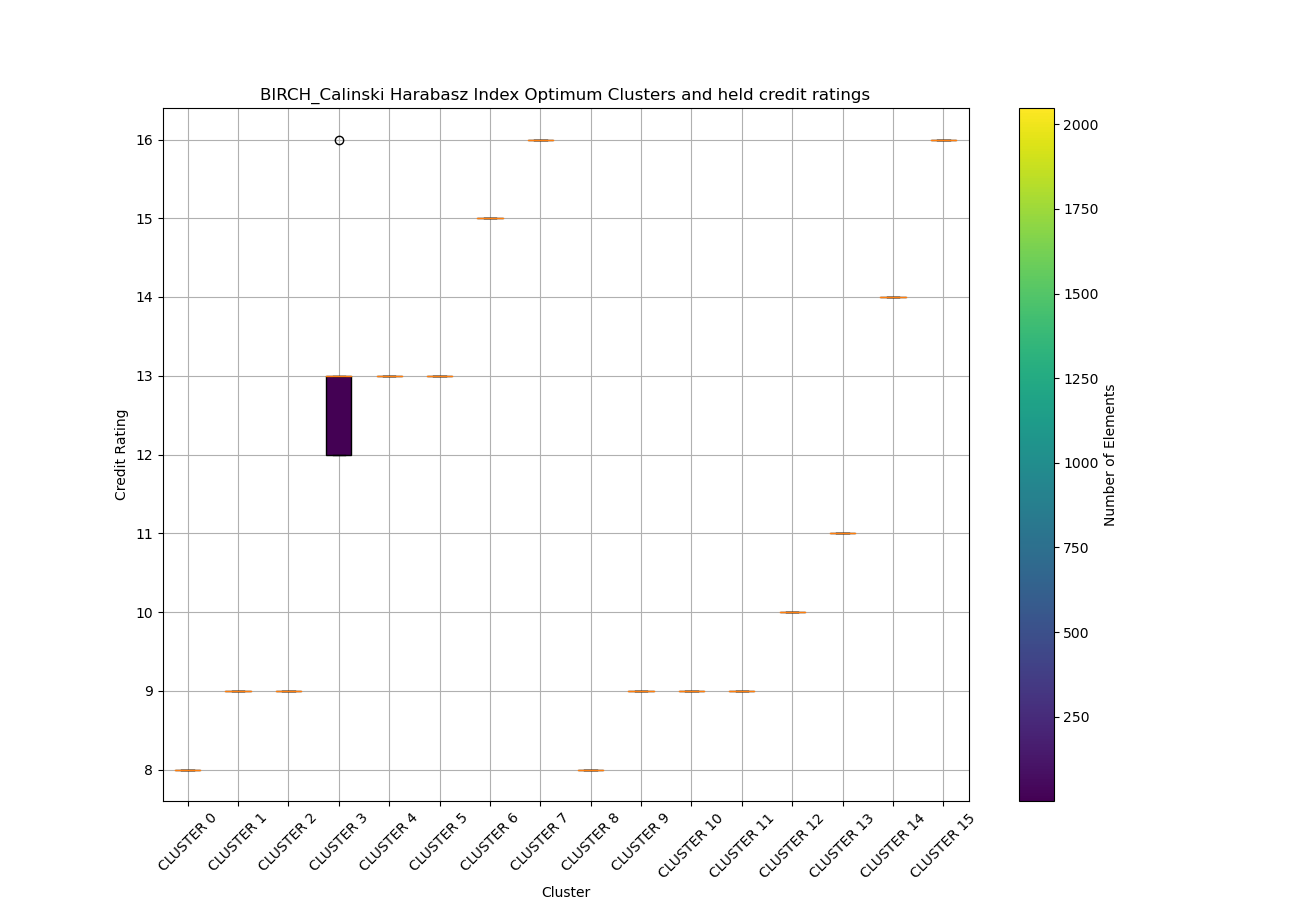 BIRCH_Calinski Harabasz Index Optimum Clusters and held credit ratings
16
15
14
13
12
11
10
9
8
Credit Rating
CLUSTER 0
CLUSTER 1
CLUSTER 2
CLUSTER 3
CLUSTER 4
CLUSTER 5
CLUSTER 6
CLUSTER 7
CLUSTER 8
CLUSTER 9
CLUSTER 10
CLUSTER 11
CLUSTER 12
CLUSTER 13
CLUSTER 14
CLUSTER 15
Cluster
2000
1750
1500
1250
1000
750
500
250
Number of Elements